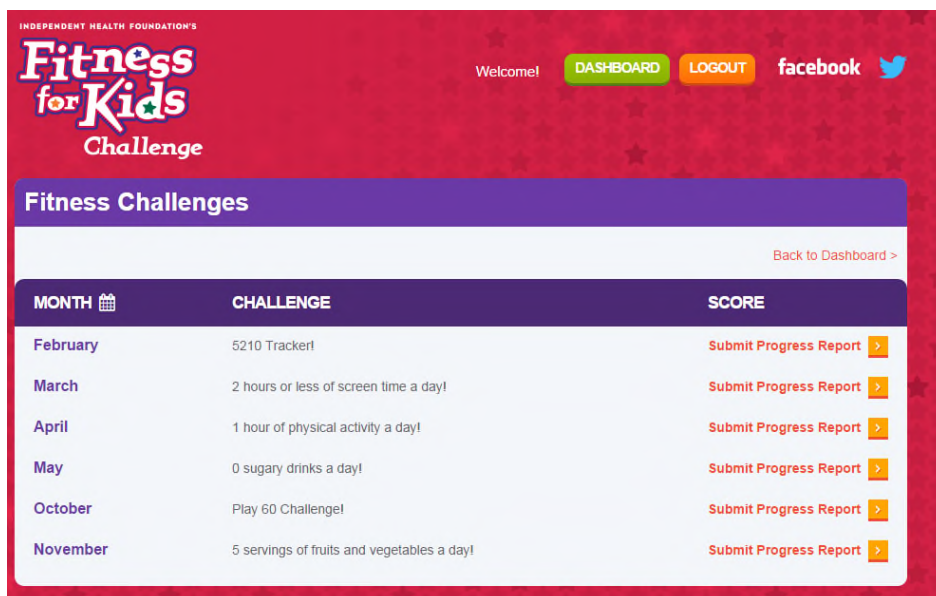 INDEPENDENT HEALTH FOUNDATION'S
Fitness
for Kids
Challenge
Welcome! DASHBOARD LOGOUT facebook
Fitness Challenges
Back to Dashboard >
MONTH CHALLENGE SCORE
February 5210 Tracker! Submit Progress Report >
March 2 hours or less of screen time a day! Submit Progress Report >
April 1 hour of physical activity a day! Submit Progress Report >
May 0 sugary drinks a day! Submit Progress Report >
October Play 60 Challenge! Submit Progress Report >
November 5 servings of fruits and vegetables a day! Submit Progress Report >